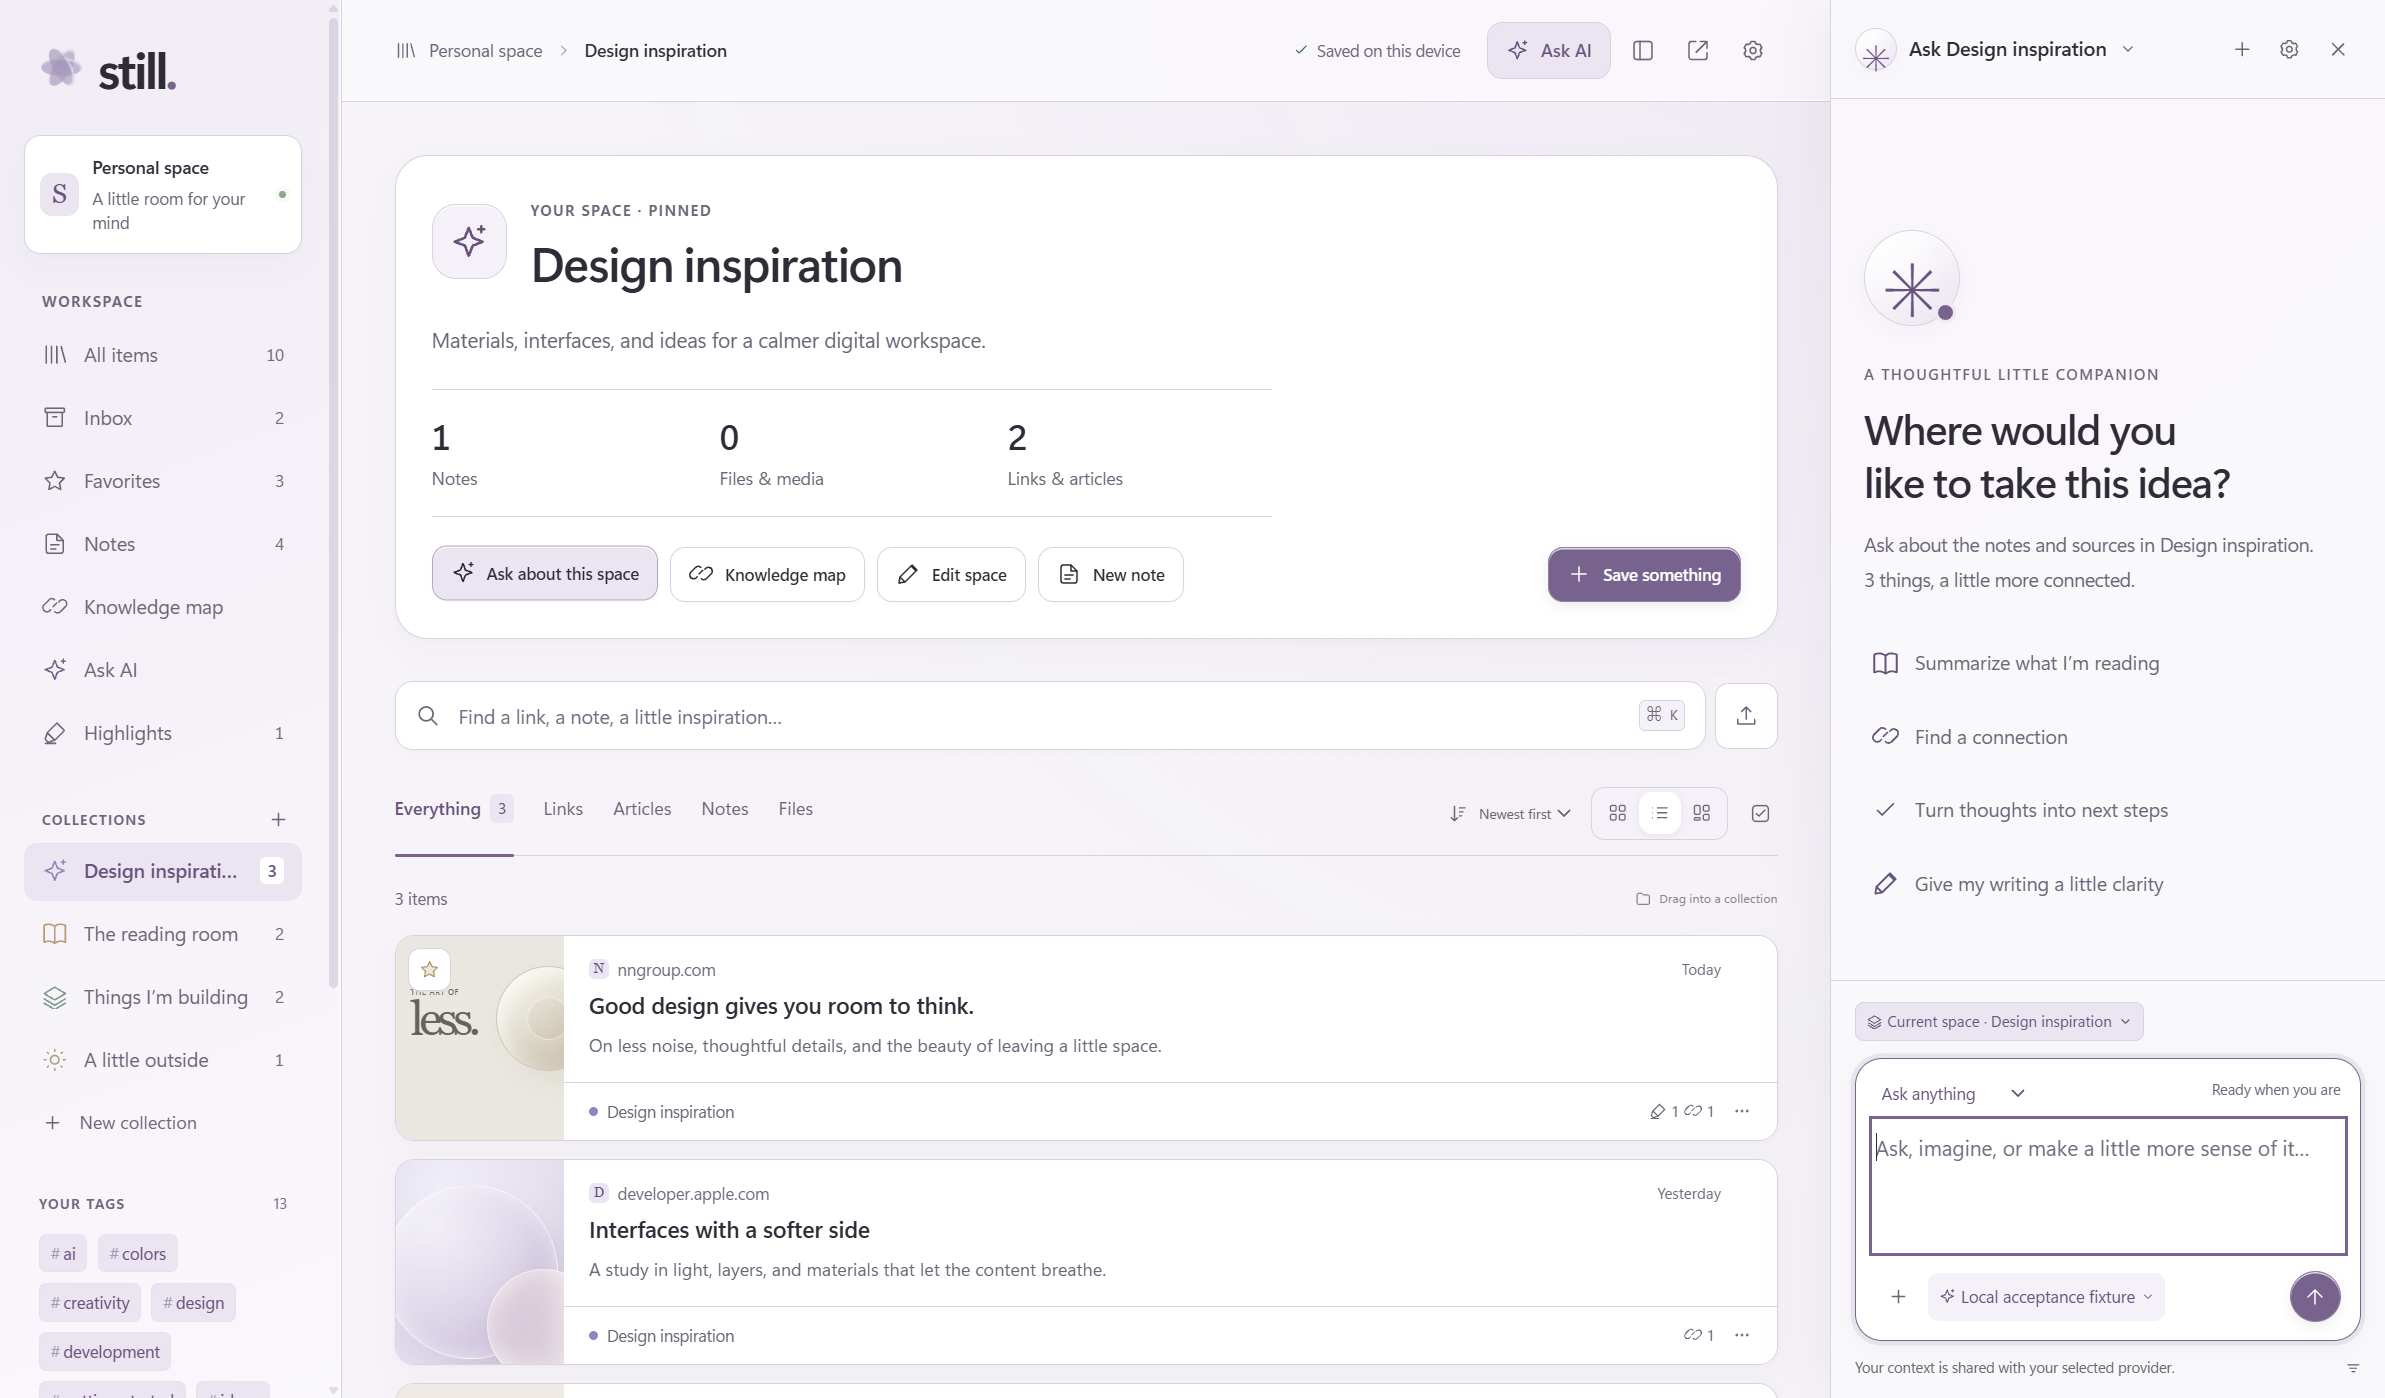 still.
Personal space
A little room for your
mind
S
WORKSPACE
All items 10
Inbox 2
Favorites 3
Notes 4
Knowledge map
Ask AI
Highlights 1
COLLECTIONS
Design inspirati... 3
The reading room 2
Things I'm building 2
A little outside 1
New collection
YOUR TAGS 13
#ai #colors
#creativity #design
#development
Personal space > Design inspiration
Saved on this device
Ask AI
YOUR SPACE · PINNED
Design inspiration
Materials, interfaces, and ideas for a calmer digital workspace.
1 0 2
Notes Files & media Links & articles
Ask about this space Knowledge map Edit space New note Save something
Find a link, a note, a little inspiration... ⌘ K
Everything 3 Links Articles Notes Files
Newest first
3 items
Drag into a collection
THE ART OF
less.
N nngroup.com Today
Good design gives you room to think.
On less noise, thoughtful details, and the beauty of leaving a little space.
Design inspiration 1 1 ···
D developer.apple.com Yesterday
Interfaces with a softer side
A study in light, layers, and materials that let the content breathe.
Design inspiration 1 ···
Ask Design inspiration
A THOUGHTFUL LITTLE COMPANION
Where would you
like to take this idea?
Ask about the notes and sources in Design inspiration.
3 things, a little more connected.
Summarize what I'm reading
Find a connection
Turn thoughts into next steps
Give my writing a little clarity
Current space · Design inspiration
Ask anything Ready when you are
Ask, imagine, or make a little more sense of it...
Local acceptance fixture
Your context is shared with your selected provider.